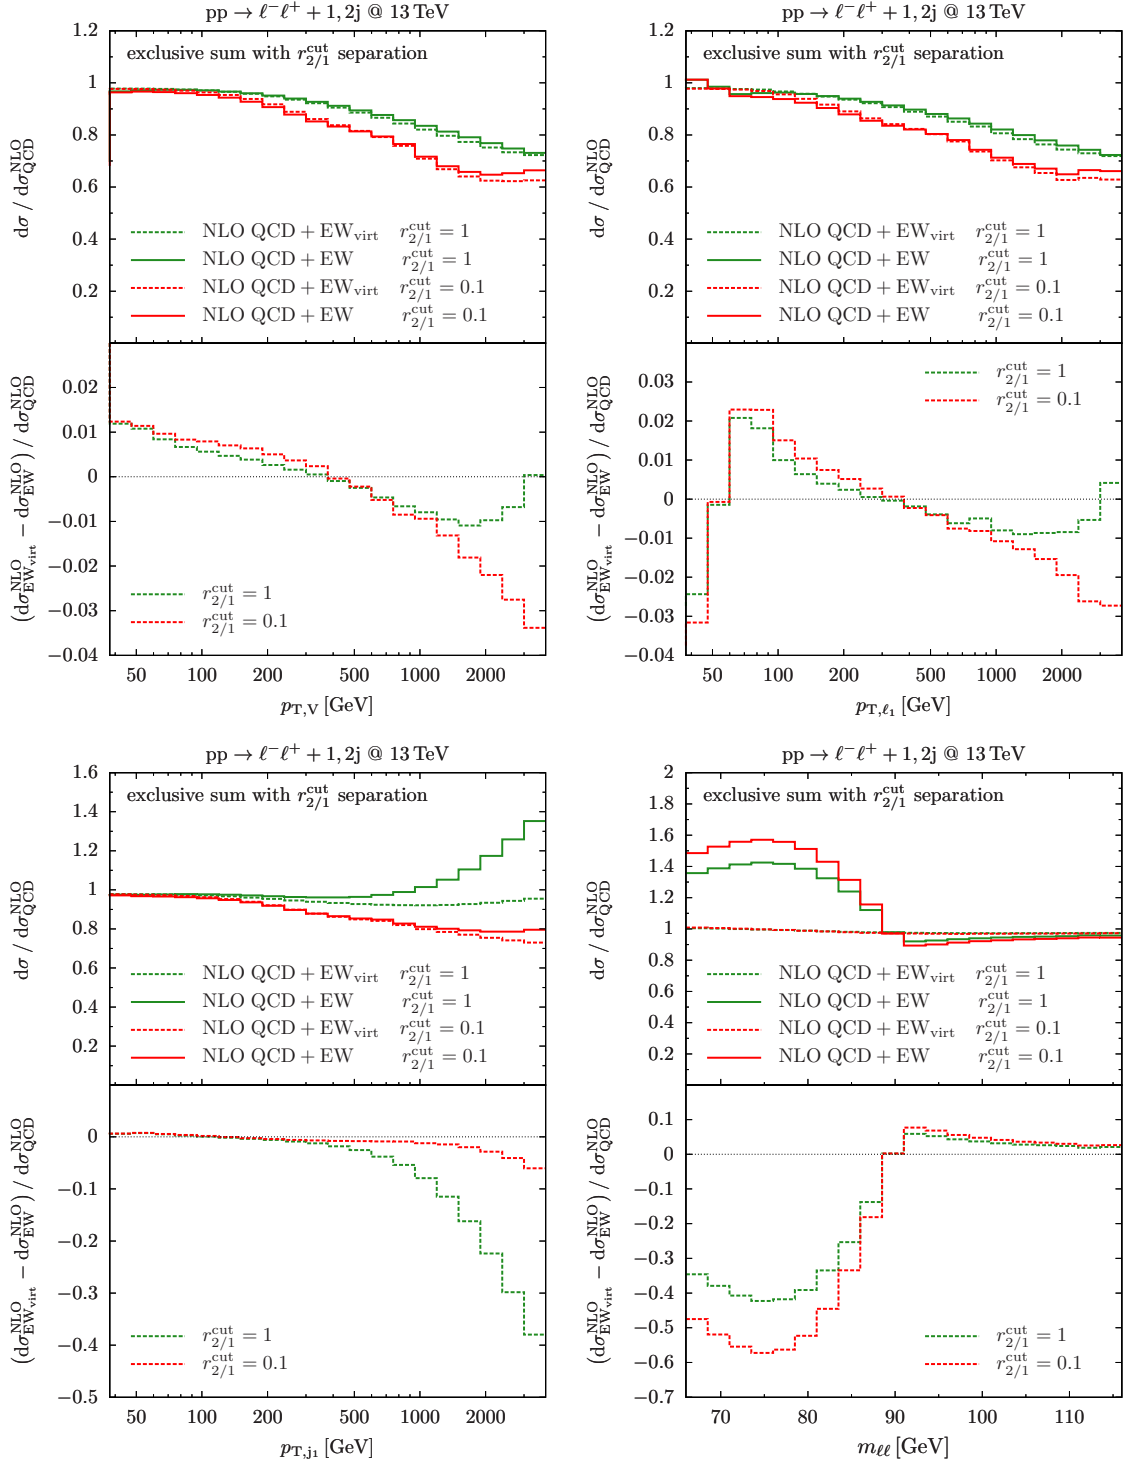 pp → ℓ⁻ℓ⁺ + 1, 2j @ 13 TeV
exclusive sum with r_{2/1}^{cut} separation
1.2
1
0.8
0.6
0.4
0.2
dσ / dσ_{QCD}^{NLO}
NLO QCD + EW_{virt} r_{2/1}^{cut} = 1
NLO QCD + EW r_{2/1}^{cut} = 1
NLO QCD + EW_{virt} r_{2/1}^{cut} = 0.1
NLO QCD + EW r_{2/1}^{cut} = 0.1
0.02
0.01
0
−0.01
−0.02
−0.03
−0.04
(dσ_{EW_{virt}}^{NLO} − dσ_{EW}^{NLO}) / dσ_{QCD}^{NLO}
r_{2/1}^{cut} = 1
r_{2/1}^{cut} = 0.1
50 100 200 500 1000 2000
p_{T,V} [GeV]
pp → ℓ⁻ℓ⁺ + 1, 2j @ 13 TeV
exclusive sum with r_{2/1}^{cut} separation
1.2
1
0.8
0.6
0.4
0.2
dσ / dσ_{QCD}^{NLO}
NLO QCD + EW_{virt} r_{2/1}^{cut} = 1
NLO QCD + EW r_{2/1}^{cut} = 1
NLO QCD + EW_{virt} r_{2/1}^{cut} = 0.1
NLO QCD + EW r_{2/1}^{cut} = 0.1
0.03
0.02
0.01
0
−0.01
−0.02
−0.03
−0.04
(dσ_{EW_{virt}}^{NLO} − dσ_{EW}^{NLO}) / dσ_{QCD}^{NLO}
r_{2/1}^{cut} = 1
r_{2/1}^{cut} = 0.1
50 100 200 500 1000 2000
p_{T,ℓ₁} [GeV]
pp → ℓ⁻ℓ⁺ + 1, 2j @ 13 TeV
exclusive sum with r_{2/1}^{cut} separation
1.6
1.4
1.2
1
0.8
0.6
0.4
0.2
dσ / dσ_{QCD}^{NLO}
NLO QCD + EW_{virt} r_{2/1}^{cut} = 1
NLO QCD + EW r_{2/1}^{cut} = 1
NLO QCD + EW_{virt} r_{2/1}^{cut} = 0.1
NLO QCD + EW r_{2/1}^{cut} = 0.1
0
−0.1
−0.2
−0.3
−0.4
−0.5
(dσ_{EW_{virt}}^{NLO} − dσ_{EW}^{NLO}) / dσ_{QCD}^{NLO}
r_{2/1}^{cut} = 1
r_{2/1}^{cut} = 0.1
50 100 200 500 1000 2000
p_{T,j₁} [GeV]
pp → ℓ⁻ℓ⁺ + 1, 2j @ 13 TeV
exclusive sum with r_{2/1}^{cut} separation
2
1.8
1.6
1.4
1.2
1
0.8
0.6
0.4
0.2
dσ / dσ_{QCD}^{NLO}
NLO QCD + EW_{virt} r_{2/1}^{cut} = 1
NLO QCD + EW r_{2/1}^{cut} = 1
NLO QCD + EW_{virt} r_{2/1}^{cut} = 0.1
NLO QCD + EW r_{2/1}^{cut} = 0.1
0.1
0
−0.1
−0.2
−0.3
−0.4
−0.5
−0.6
−0.7
(dσ_{EW_{virt}}^{NLO} − dσ_{EW}^{NLO}) / dσ_{QCD}^{NLO}
r_{2/1}^{cut} = 1
r_{2/1}^{cut} = 0.1
70 80 90 100 110
m_{ℓℓ} [GeV]